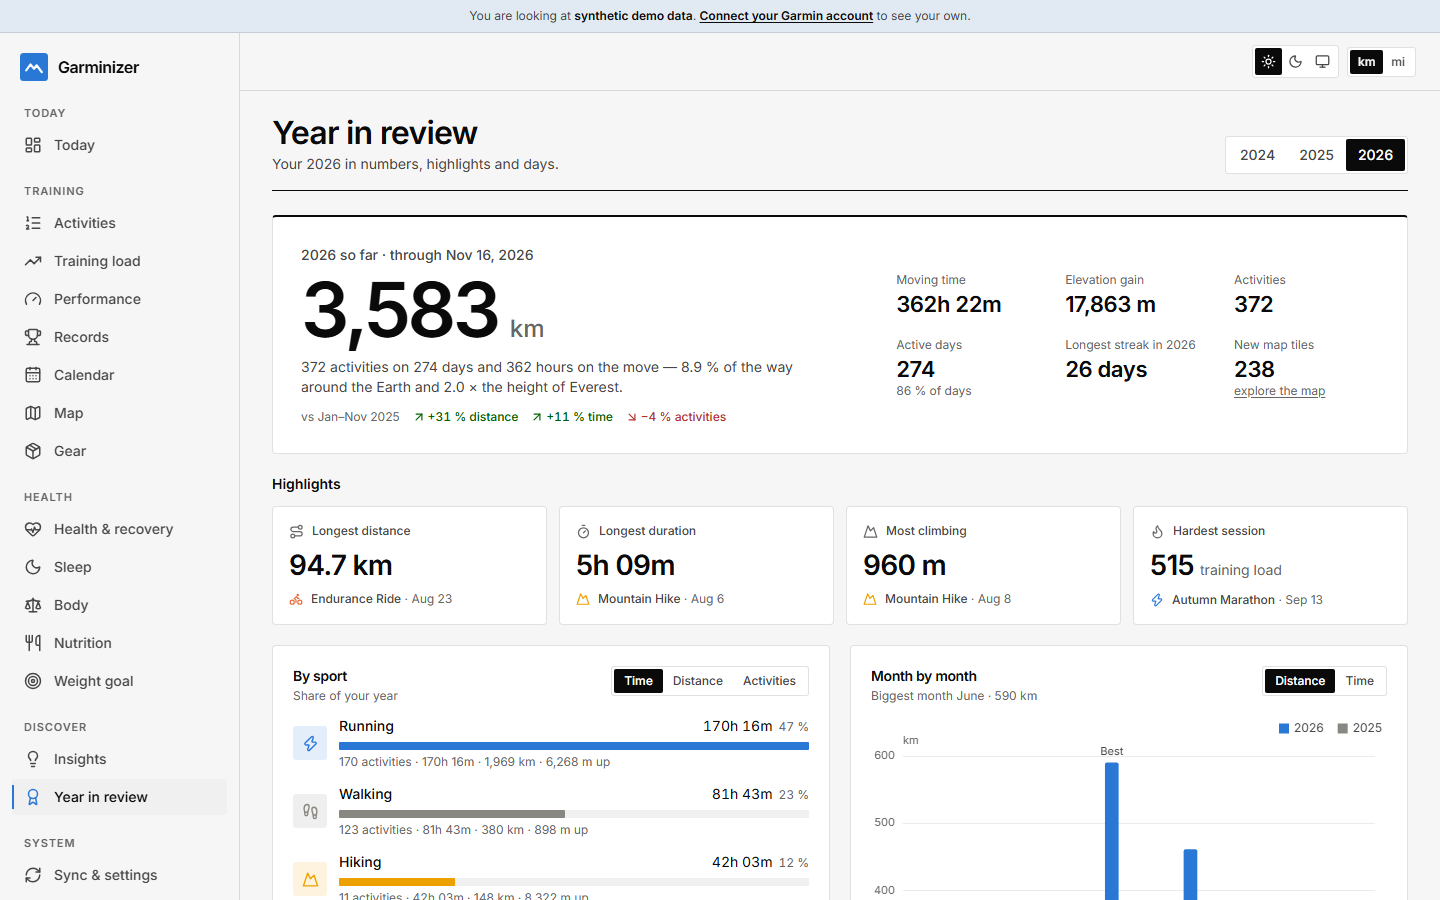 You are looking at synthetic demo data. Connect your Garmin account to see your own.
Garminizer
km mi
TODAY
Today
TRAINING
Activities
Training load
Performance
Records
Calendar
Map
Gear
HEALTH
Health & recovery
Sleep
Body
Nutrition
Weight goal
DISCOVER
Insights
Year in review
SYSTEM
Sync & settings
Year in review
Your 2026 in numbers, highlights and days.
2024 2025 2026
2026 so far · through Nov 16, 2026
3,583 km
372 activities on 274 days and 362 hours on the move — 8.9 % of the way
around the Earth and 2.0 × the height of Everest.
vs Jan–Nov 2025 +31 % distance +11 % time −4 % activities
Moving time
362h 22m
Elevation gain
17,863 m
Activities
372
Active days
274
86 % of days
Longest streak in 2026
26 days
New map tiles
238
explore the map
Highlights
Longest distance
94.7 km
Endurance Ride · Aug 23
Longest duration
5h 09m
Mountain Hike · Aug 6
Most climbing
960 m
Mountain Hike · Aug 8
Hardest session
515 training load
Autumn Marathon · Sep 13
By sport
Share of your year
Time Distance Activities
Running 170h 16m 47 %
170 activities · 170h 16m · 1,969 km · 6,268 m up
Walking 81h 43m 23 %
123 activities · 81h 43m · 380 km · 898 m up
Hiking 42h 03m 12 %
11 activities · 42h 03m · 148 km · 8,322 m up
Month by month
Biggest month June · 590 km
Distance Time
2026 2025
km
Best
600
500
400